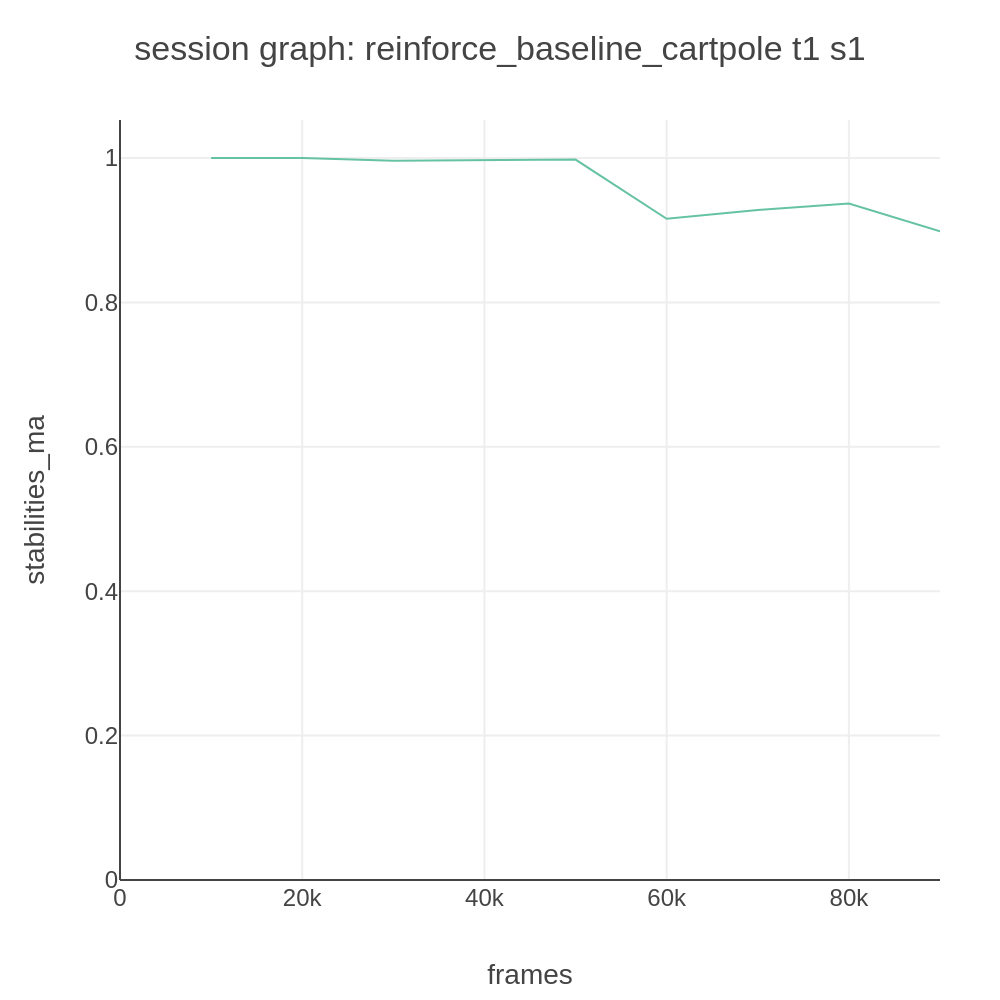 session graph: reinforce_baseline_cartpole t1 s1
stabilities_ma
1
0.8
0.6
0.4
0.2
0
0
20k
40k
60k
80k
frames